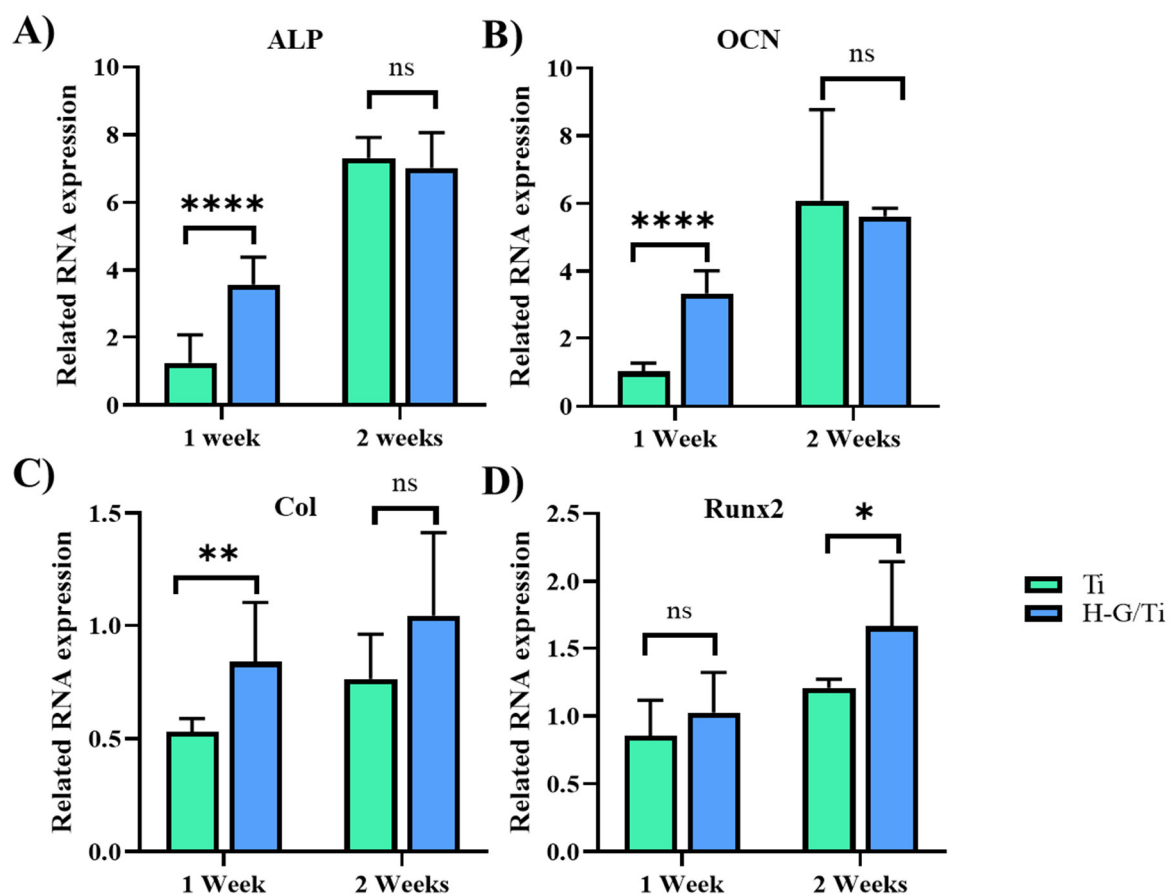 A)
ALP
Related RNA expression
10
8
6
4
2
0
****
ns
1 week
2 weeks
B)
OCN
Related RNA expression
10
8
6
4
2
0
****
ns
1 Week
2 Weeks
C)
Col
Related RNA expression
1.5
1.0
0.5
0.0
**
ns
1 Week
2 Weeks
D)
Runx2
Related RNA expression
2.5
2.0
1.5
1.0
0.5
0.0
ns
*
1 Week
2 Weeks
Ti
H-G/Ti